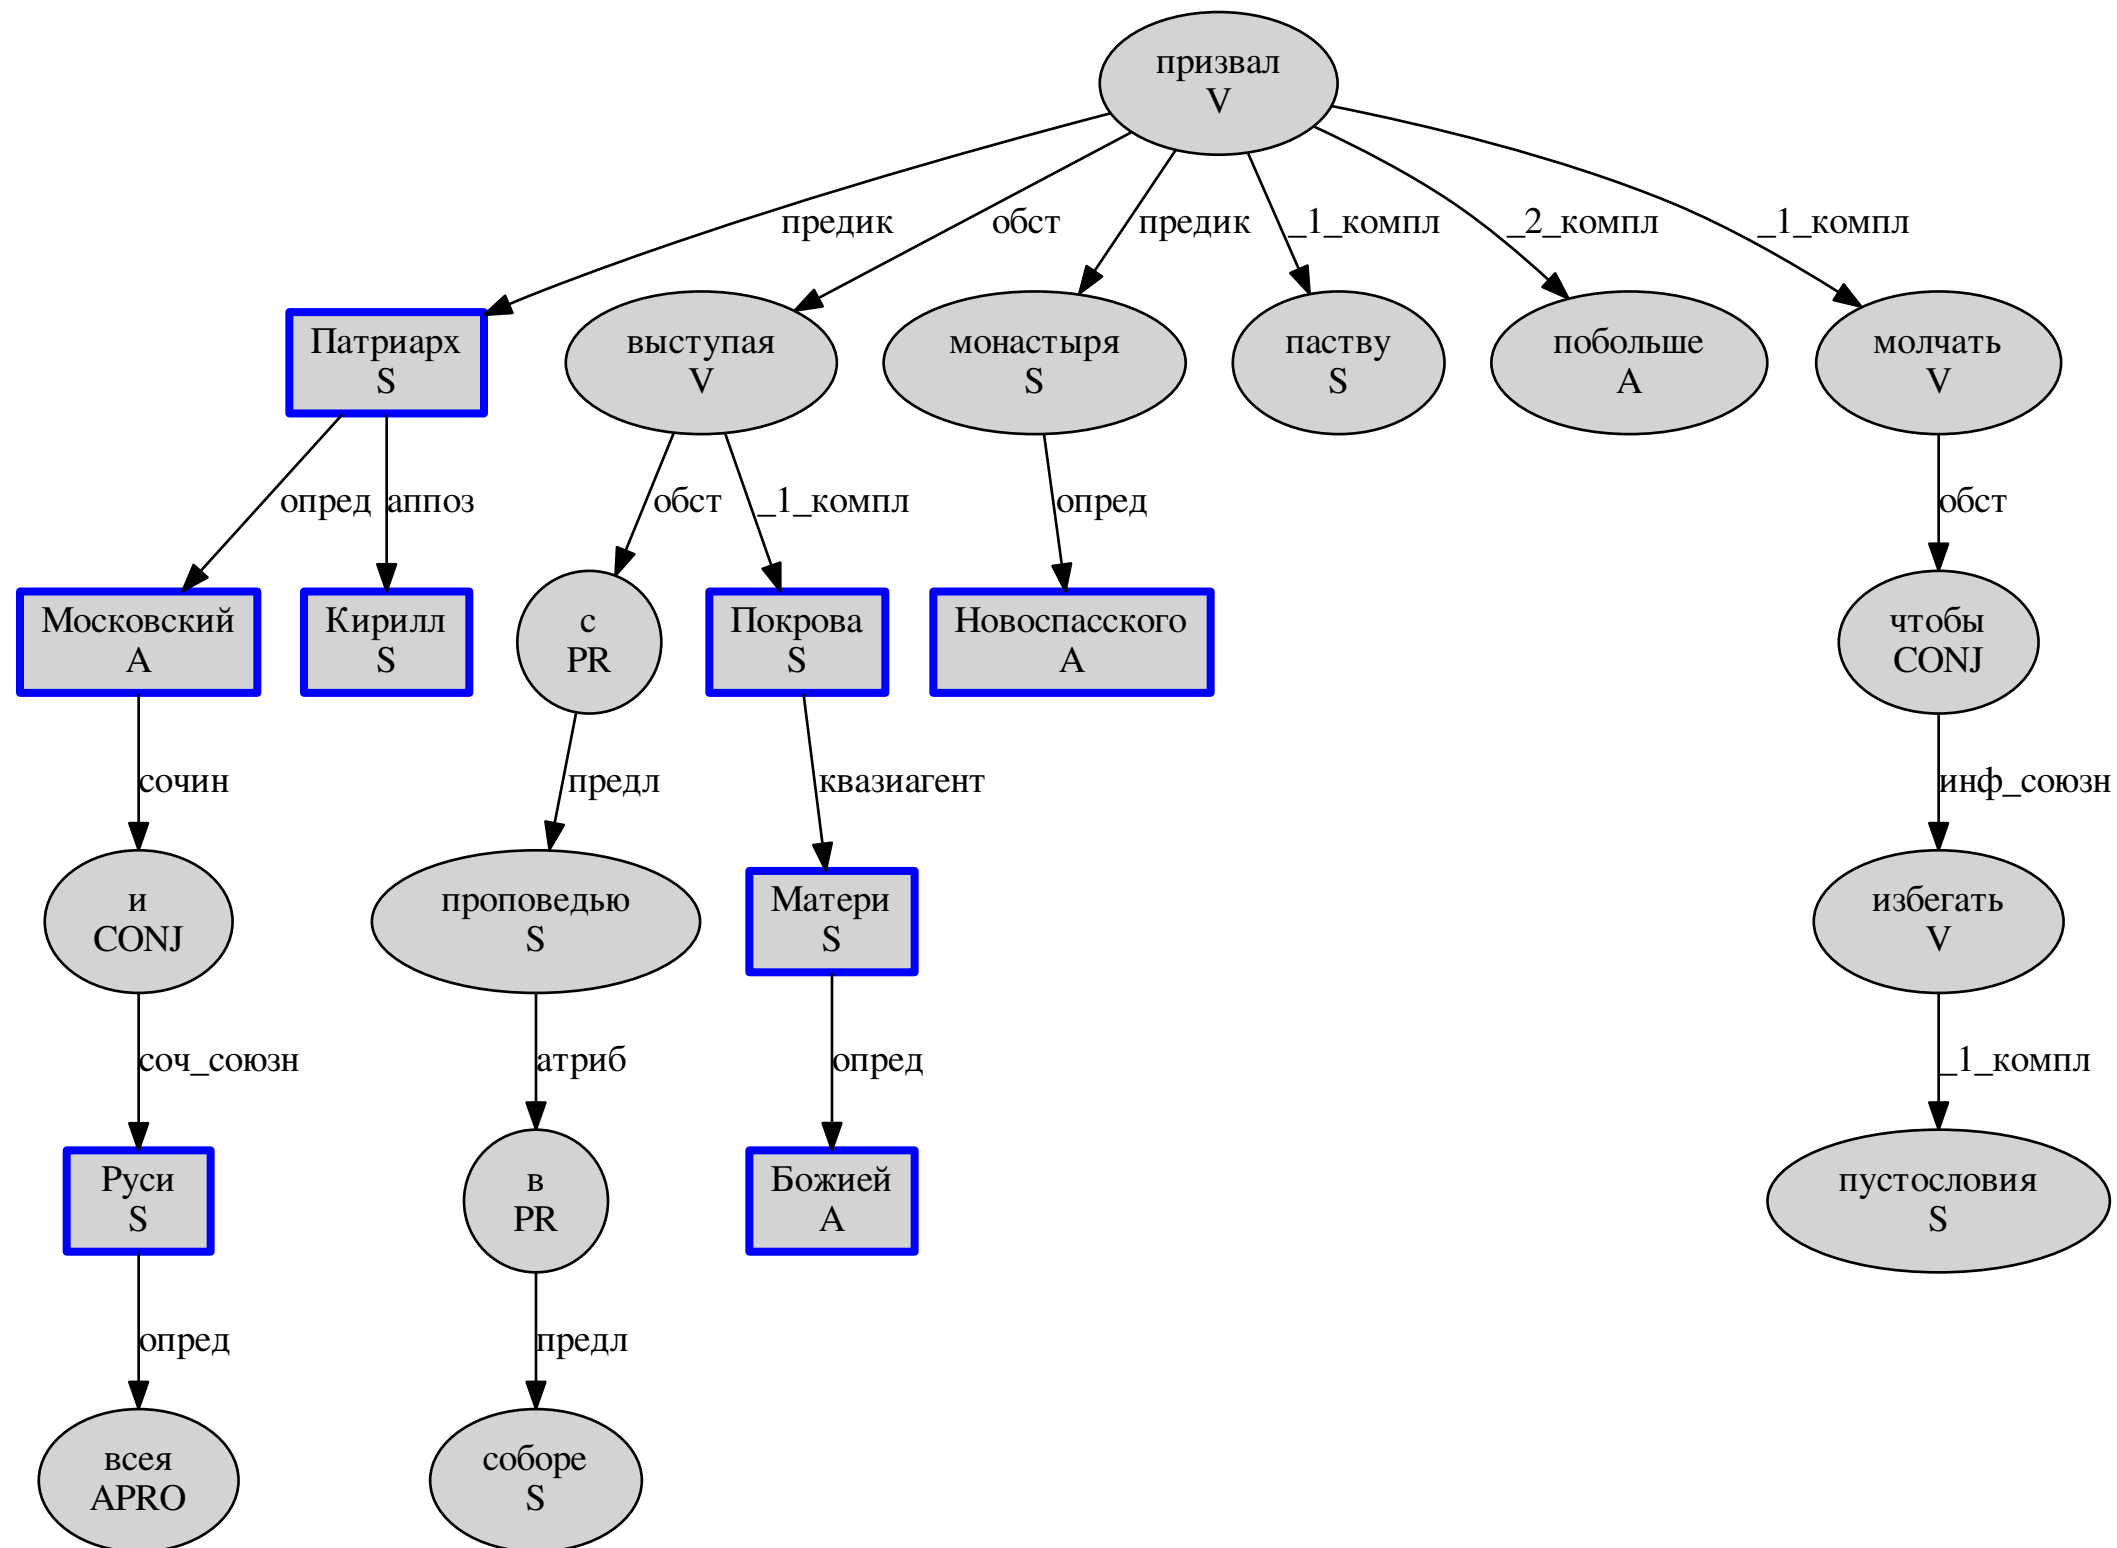 призвал
V
предик
обст
предик
_1_компл
_2_компл
_1_компл
Патриарх
S
выступая
V
монастыря
S
паству
S
побольше
A
молчать
V
опред
аппоз
обст
_1_компл
опред
обст
Московский
A
Кирилл
S
с
PR
Покрова
S
Новоспасского
A
чтобы
CONJ
сочин
предл
квазиагент
инф_союзн
и
CONJ
проповедью
S
Матери
S
избегать
V
соч_союзн
атриб
опред
_1_компл
Руси
S
в
PR
Божией
A
пустословия
S
опред
предл
всея
APRO
соборе
S